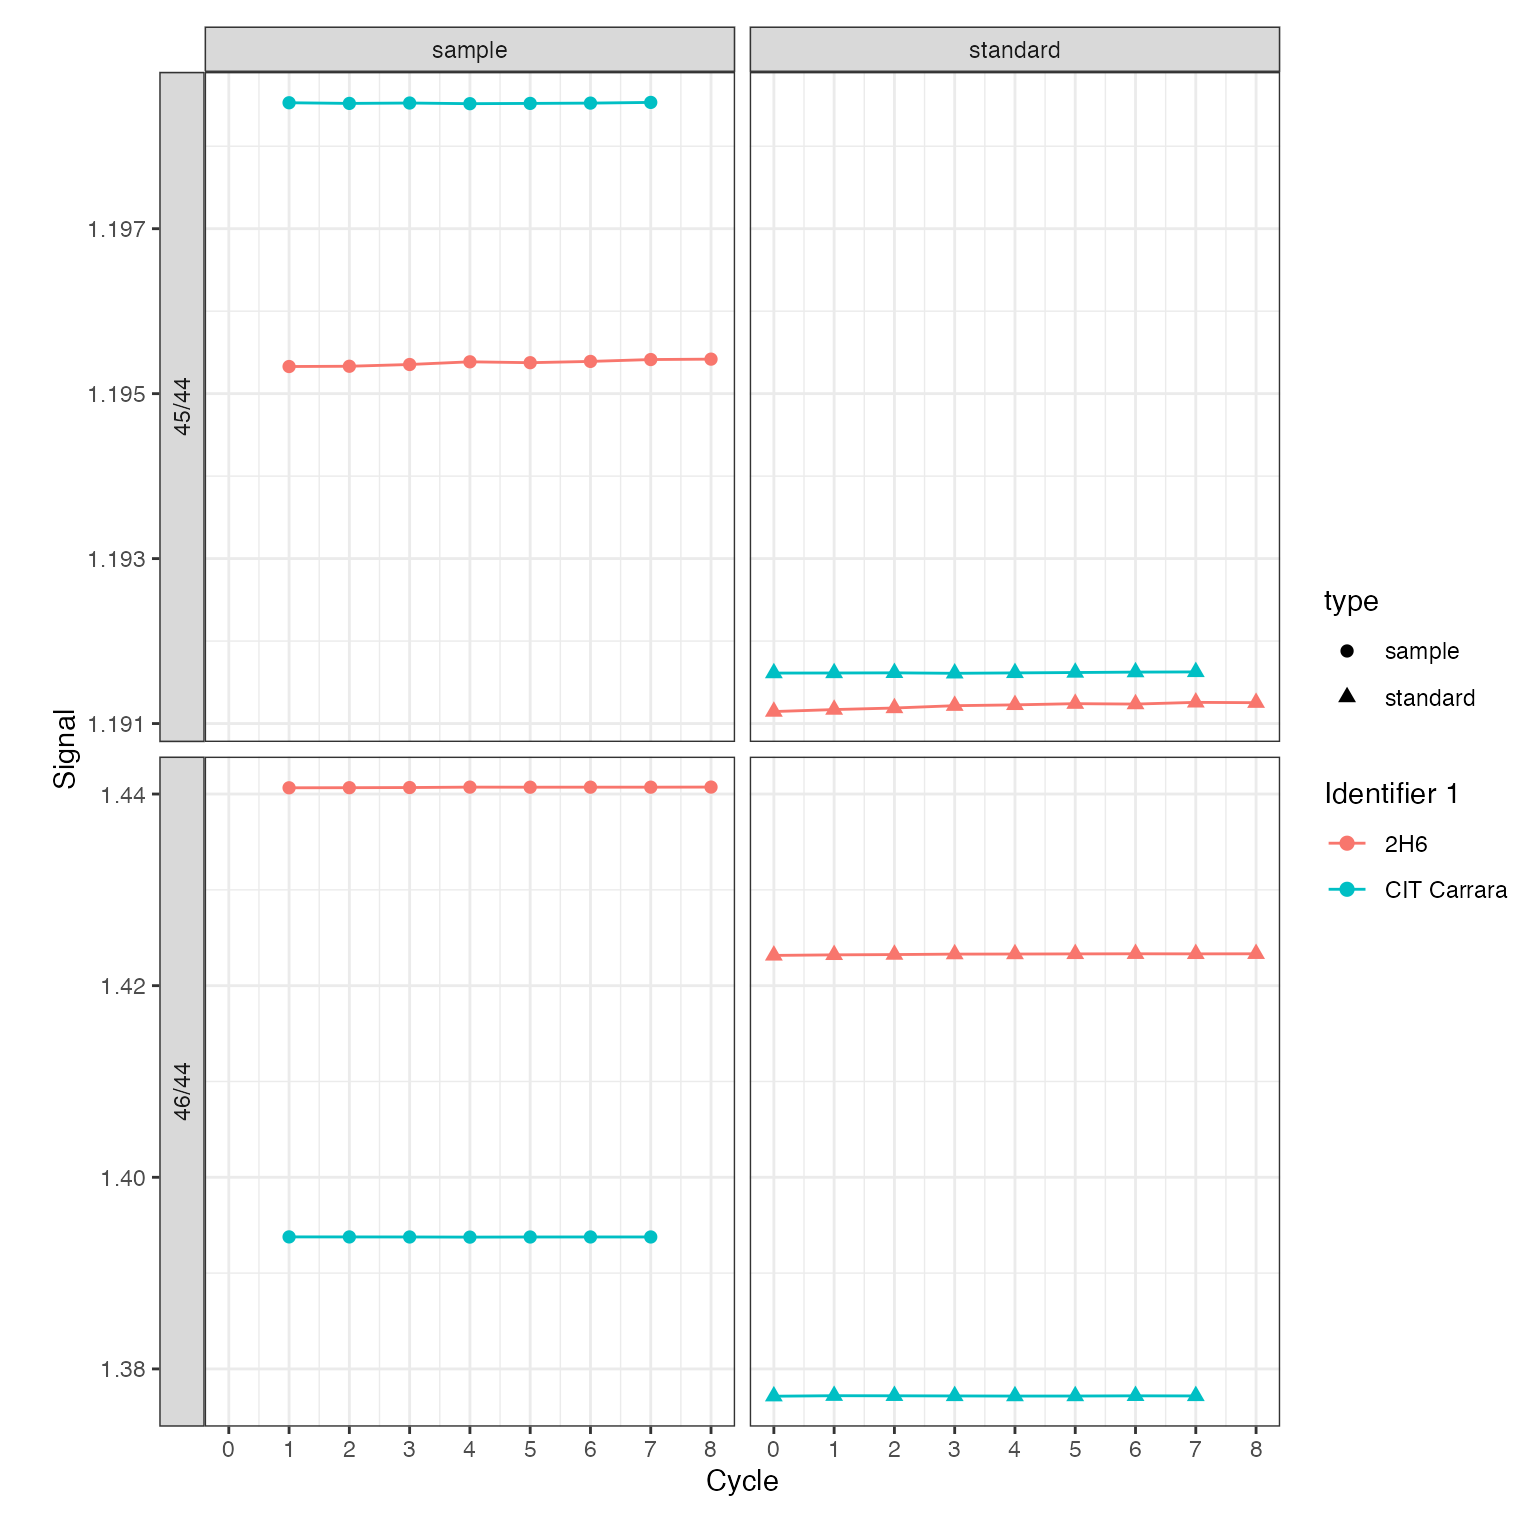 sample
standard
45/44
1.197
1.195
1.193
1.191
46/44
1.44
1.42
1.40
1.38
Signal
0 1 2 3 4 5 6 7 8
0 1 2 3 4 5 6 7 8
Cycle
type
sample
standard
Identifier 1
2H6
CIT Carrara